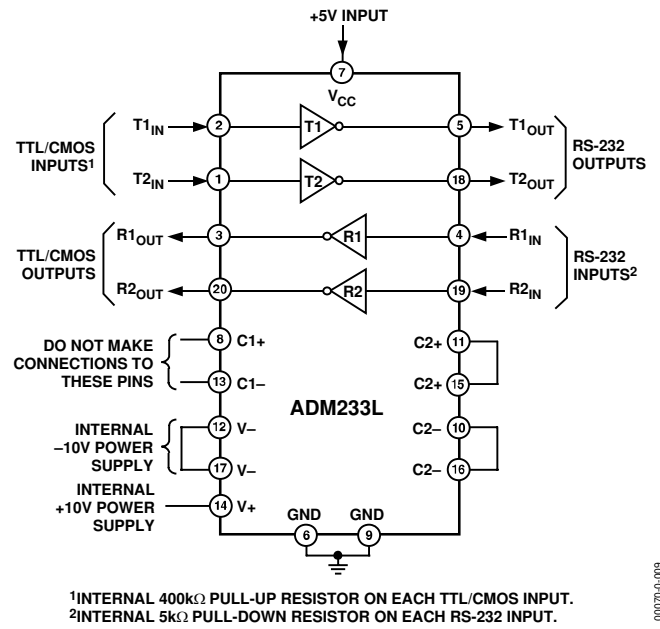 +5V INPUT
7
VCC
TTL/CMOS
INPUTS1
T1IN
2
T1
5
T1OUT
T2IN
1
T2
18
T2OUT
RS-232
OUTPUTS
TTL/CMOS
OUTPUTS
R1OUT
3
R1
4
R1IN
R2OUT
20
R2
19
R2IN
RS-232
INPUTS2
DO NOT MAKE
CONNECTIONS TO
THESE PINS
8 C1+
13 C1–
C2+ 11
C2+ 15
ADM233L
INTERNAL
–10V POWER
SUPPLY
12 V–
17 V–
C2– 10
C2– 16
INTERNAL
+10V POWER
SUPPLY
14 V+
GND GND
6 9
1INTERNAL 400kΩ PULL-UP RESISTOR ON EACH TTL/CMOS INPUT.
2INTERNAL 5kΩ PULL-DOWN RESISTOR ON EACH RS-232 INPUT.
00070-0-009